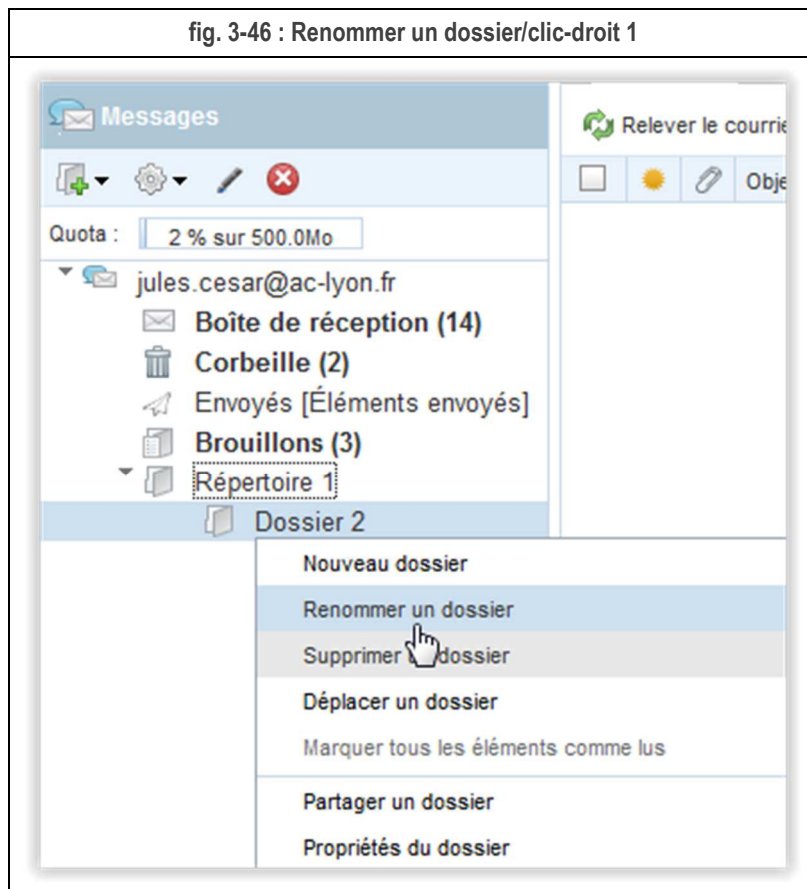 fig. 3-46 : Renommer un dossier/clic-droit 1
Messages
Relever le courrie
Obje
Quota : 2 % sur 500.0Mo
jules.cesar@ac-lyon.fr
Boîte de réception (14)
Corbeille (2)
Envoyés [Éléments envoyés]
Brouillons (3)
Répertoire 1
Dossier 2
Nouveau dossier
Renommer un dossier
Supprimer dossier
Déplacer un dossier
Marquer tous les éléments comme lus
Partager un dossier
Propriétés du dossier